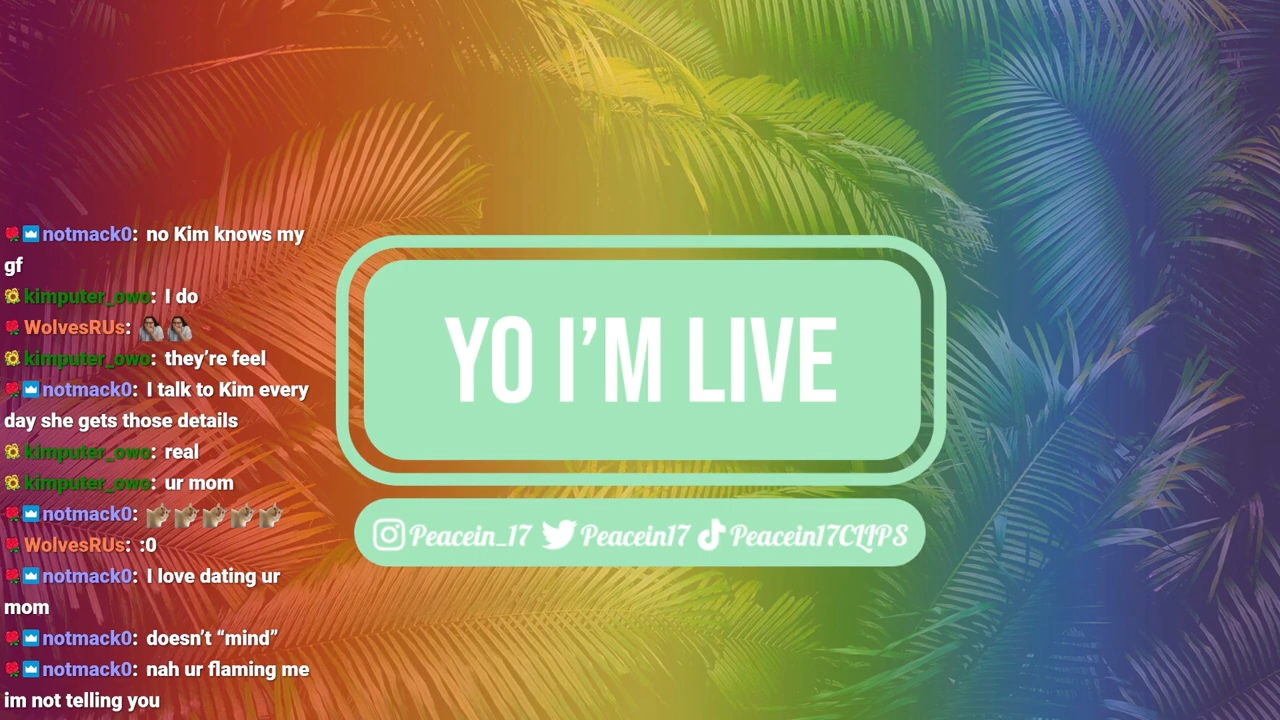 notmack0: no Kim knows my
gf
kimputer_owo: I do
WolvesRUs:
kimputer_owo: they’re feel
notmack0: I talk to Kim every
day she gets those details
kimputer_owo: real
kimputer_owo: ur mom
notmack0:
WolvesRUs: :0
notmack0: I love dating ur
mom
notmack0: doesn’t “mind”
notmack0: nah ur flaming me
im not telling you
YO I’M LIVE
Peacein_17 Peacein17 Peacein17CLIPS